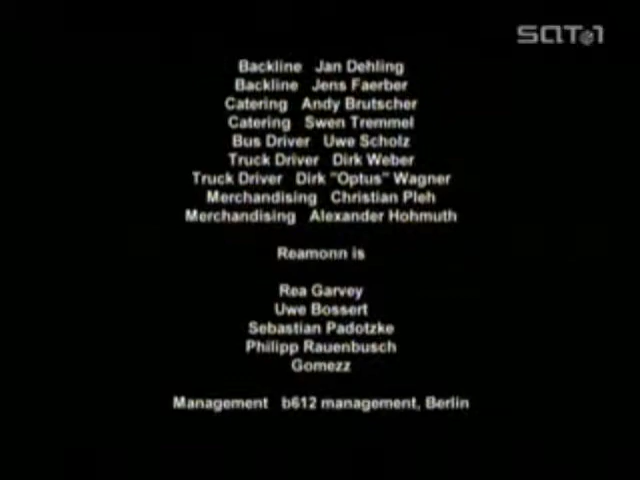 SAT.1
Backline Jan Dehling
Backline Jens Faerber
Catering Andy Brutscher
Catering Swen Tremmel
Bus Driver Uwe Scholz
Truck Driver Dirk Weber
Truck Driver Dirk "Optus" Wagner
Merchandising Christian Pleh
Merchandising Alexander Hohmuth
Reamonn is
Rea Garvey
Uwe Bossert
Sebastian Padotzke
Philipp Rauenbusch
Gomezz
Management b612 management, Berlin